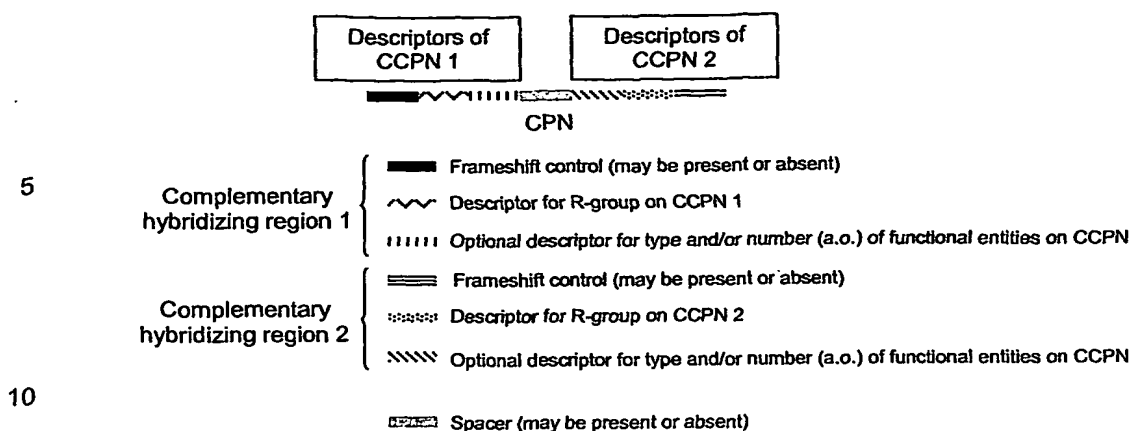 Descriptors of
CCPN 1
Descriptors of
CCPN 2
CPN
5
Complementary
hybridizing region 1
Frameshift control (may be present or absent)
Descriptor for R-group on CCPN 1
Optional descriptor for type and/or number (a.o.) of functional entities on CCPN
Complementary
hybridizing region 2
Frameshift control (may be present or absent)
Descriptor for R-group on CCPN 2
Optional descriptor for type and/or number (a.o.) of functional entities on CCPN
10
Spacer (may be present or absent)